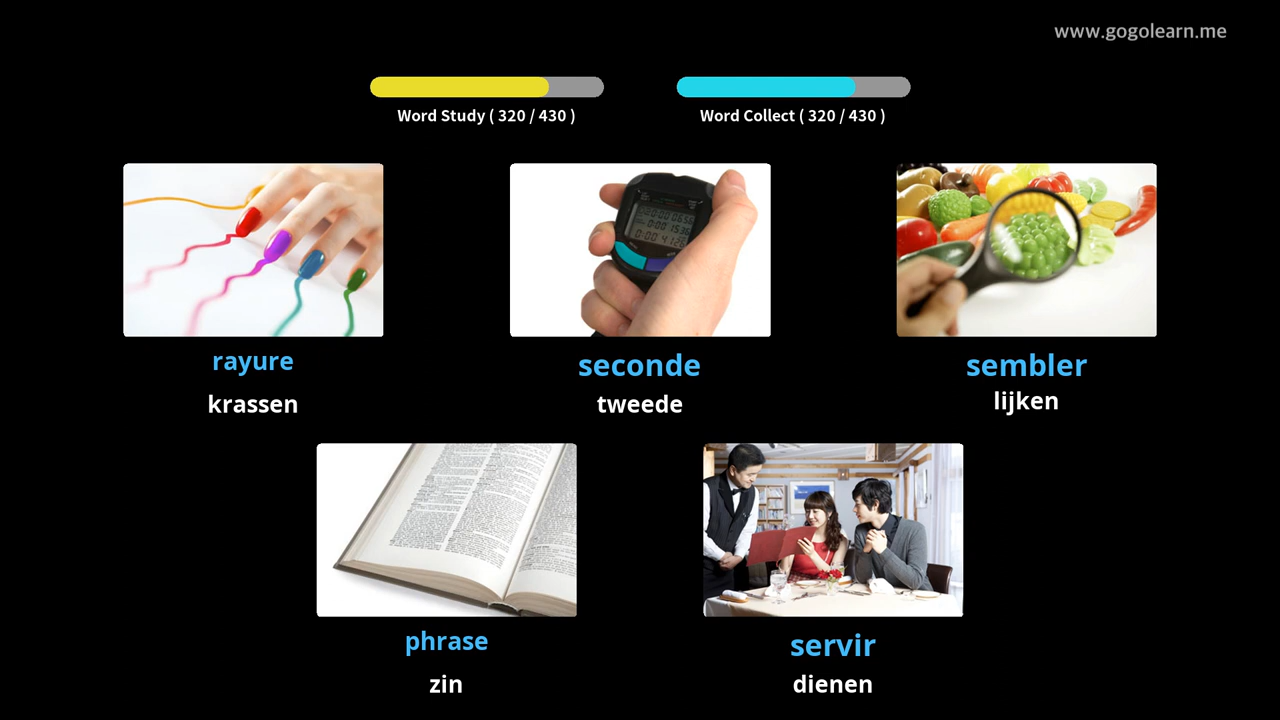 www.gogolearn.me
Word Study ( 320 / 430 )
Word Collect ( 320 / 430 )
rayure
seconde
sembler
krassen
tweede
lijken
phrase
servir
zin
dienen